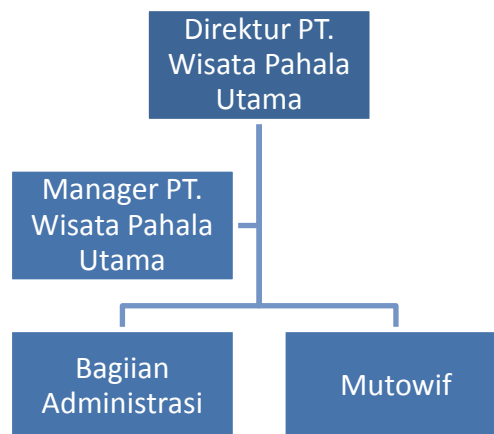 Direktur PT.
Wisata Pahala
Utama
Manager PT.
Wisata Pahala
Utama
Bagiian
Administrasi
Mutowif